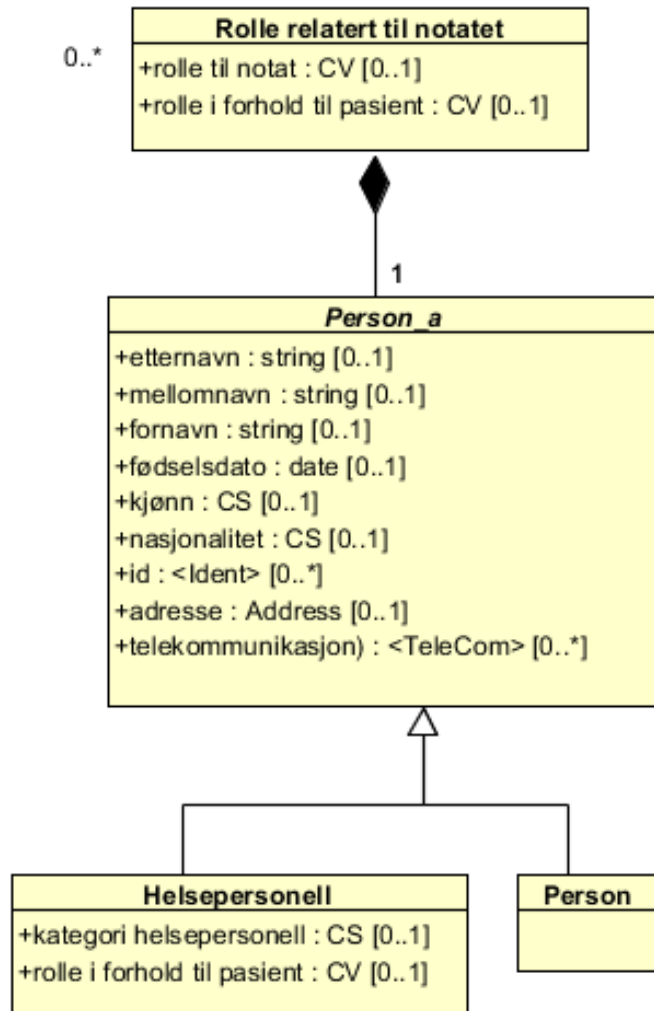 Rolle relatert til notatet
0..*
+rolle til notat : CV [0..1]
+rolle i forhold til pasient : CV [0..1]
1
Person_a
+etternavn : string [0..1]
+mellomnavn : string [0..1]
+fornavn : string [0..1]
+fødselsdato : date [0..1]
+kjønn : CS [0..1]
+nasjonalitet : CS [0..1]
+id : <Ident> [0..*]
+adresse : Address [0..1]
+telekommunikasjon) : <TeleCom> [0..*]
Helsepersonell
+kategori helsepersonell : CS [0..1]
+rolle i forhold til pasient : CV [0..1]
Person